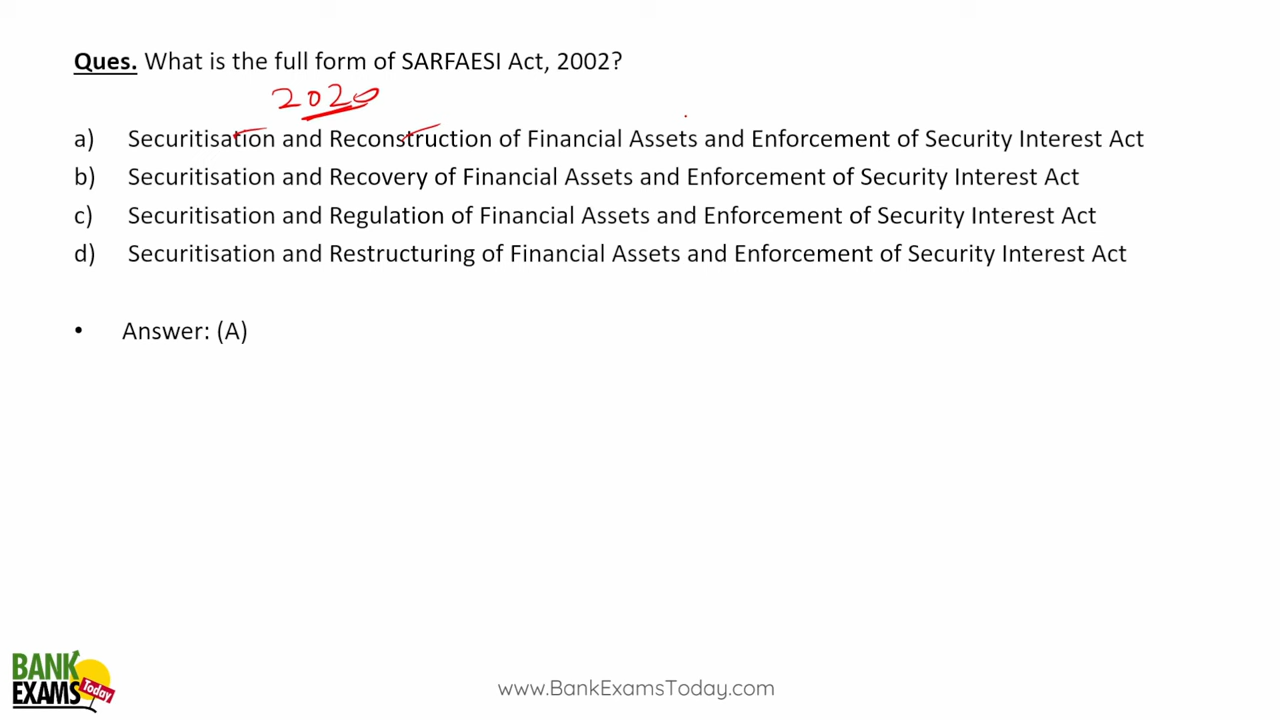 Ques. What is the full form of SARFAESI Act, 2002?
2020
a) Securitisation and Reconstruction of Financial Assets and Enforcement of Security Interest Act
b) Securitisation and Recovery of Financial Assets and Enforcement of Security Interest Act
c) Securitisation and Regulation of Financial Assets and Enforcement of Security Interest Act
d) Securitisation and Restructuring of Financial Assets and Enforcement of Security Interest Act
• Answer: (A)
BANK
EXAMS Today
www.BankExamsToday.com